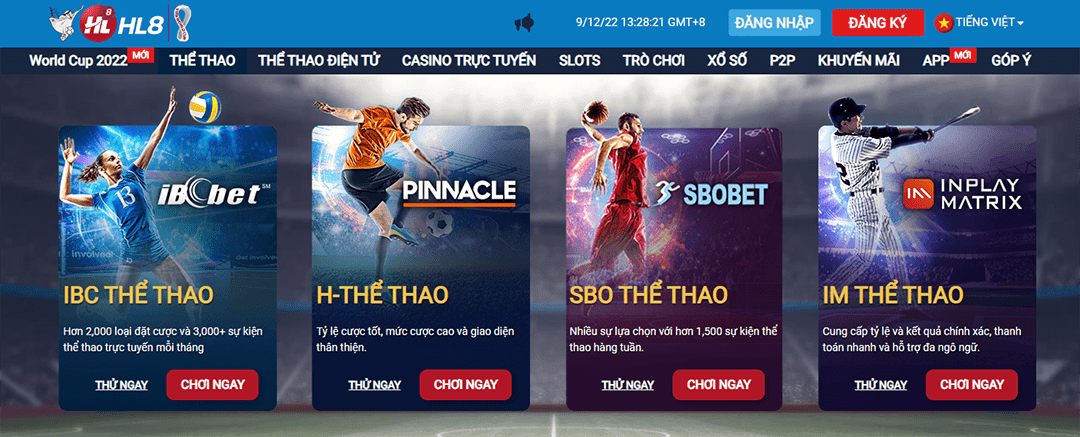 HL8 HL8
9/12/22 13:28:21 GMT+8 ĐĂNG NHẬP ĐĂNG KÝ TIẾNG VIỆT
World Cup 2022 MỚI THỂ THAO THỂ THAO ĐIỆN TỬ CASINO TRỰC TUYẾN SLOTS TRÒ CHƠI XỔ SỐ P2P KHUYẾN MÃI APP MỚI GÓP Ý
13
iBCbet SM
IBC THỂ THAO
Hơn 2,000 loại đặt cược và 3,000+ sự kiện
thể thao trực tuyến mỗi tháng
THỬ NGAY CHƠI NGAY
PINNACLE
H-THỂ THAO
Tỷ lệ cược tốt, mức cược cao và giao diện
thân thiện.
THỬ NGAY CHƠI NGAY
SBOBET
SBO THỂ THAO
Nhiều sự lựa chọn với hơn 1,500 sự kiện thể
thao hàng tuần.
THỬ NGAY CHƠI NGAY
2
IM INPLAY
MATRIX
IM THỂ THAO
Cung cấp tỷ lệ và kết quả chính xác, thanh
toán nhanh và hỗ trợ đa ngôn ngữ.
THỬ NGAY CHƠI NGAY